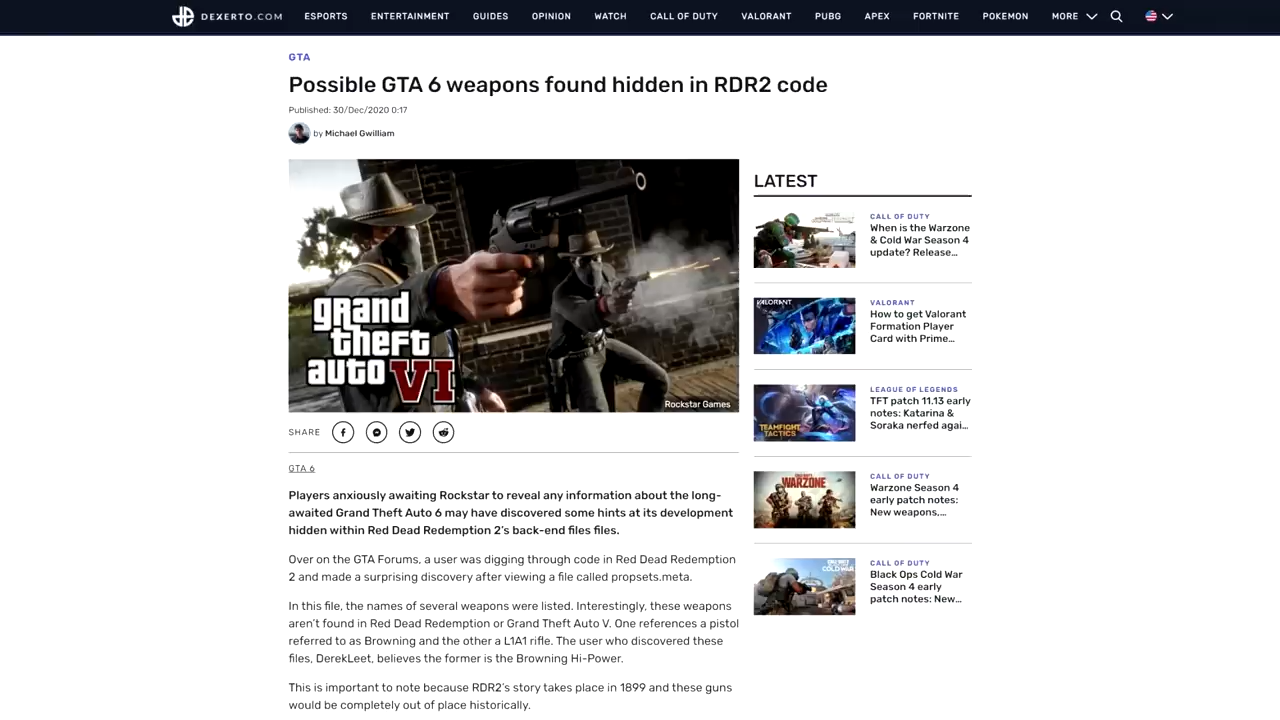 DEXERTO.COM ESPORTS ENTERTAINMENT GUIDES OPINION WATCH CALL OF DUTY VALORANT PUBG APEX FORTNITE POKEMON MORE
GTA
Possible GTA 6 weapons found hidden in RDR2 code
Published: 30/Dec/2020 0:17
by Michael Gwilliam
grand
theft
auto VI
Rockstar Games
SHARE
GTA 6
Players anxiously awaiting Rockstar to reveal any information about the long-
awaited Grand Theft Auto 6 may have discovered some hints at its development
hidden within Red Dead Redemption 2's back-end files files.
Over on the GTA Forums, a user was digging through code in Red Dead Redemption
2 and made a surprising discovery after viewing a file called propsets.meta.
In this file, the names of several weapons were listed. Interestingly, these weapons
aren't found in Red Dead Redemption or Grand Theft Auto V. One references a pistol
referred to as Browning and the other a L1A1 rifle. The user who discovered these
files, DerekLeet, believes the former is the Browning Hi-Power.
This is important to note because RDR2's story takes place in 1899 and these guns
would be completely out of place historically.
LATEST
CALL OF DUTY
When is the Warzone
& Cold War Season 4
update? Release...
VALORANT
VALORANT
How to get Valorant
Formation Player
Card with Prime...
TEAMFIGHT
TACTICS
LEAGUE OF LEGENDS
TFT patch 11.13 early
notes: Katarina &
Soraka nerfed agai...
WARZONE
CALL OF DUTY
Warzone Season 4
early patch notes:
New weapons,...
COLD WAR
CALL OF DUTY
Black Ops Cold War
Season 4 early
patch notes: New...